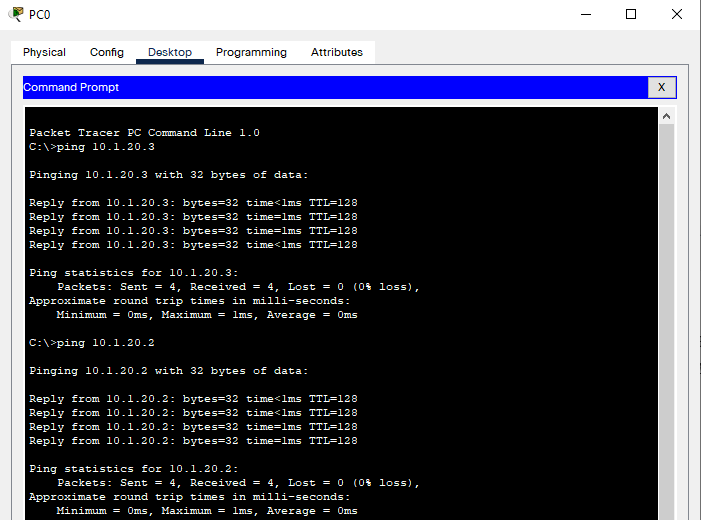 PC0
Physical Config Desktop Programming Attributes
Command Prompt X
Packet Tracer PC Command Line 1.0
C:\>ping 10.1.20.3
Pinging 10.1.20.3 with 32 bytes of data:
Reply from 10.1.20.3: bytes=32 time<1ms TTL=128
Reply from 10.1.20.3: bytes=32 time=1ms TTL=128
Reply from 10.1.20.3: bytes=32 time<1ms TTL=128
Reply from 10.1.20.3: bytes=32 time=1ms TTL=128
Ping statistics for 10.1.20.3:
    Packets: Sent = 4, Received = 4, Lost = 0 (0% loss),
Approximate round trip times in milli-seconds:
    Minimum = 0ms, Maximum = 1ms, Average = 0ms
C:\>ping 10.1.20.2
Pinging 10.1.20.2 with 32 bytes of data:
Reply from 10.1.20.2: bytes=32 time<1ms TTL=128
Reply from 10.1.20.2: bytes=32 time<1ms TTL=128
Reply from 10.1.20.2: bytes=32 time=1ms TTL=128
Reply from 10.1.20.2: bytes=32 time=1ms TTL=128
Ping statistics for 10.1.20.2:
    Packets: Sent = 4, Received = 4, Lost = 0 (0% loss),
Approximate round trip times in milli-seconds:
    Minimum = 0ms, Maximum = 1ms, Average = 0ms